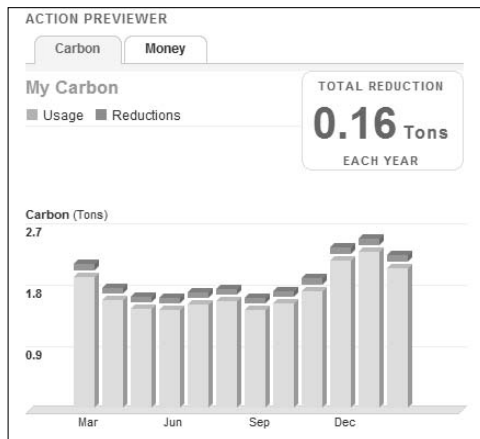 ACTION PREVIEWER
Carbon Money
My Carbon
Usage Reductions
TOTAL REDUCTION
0.16 Tons
EACH YEAR
Carbon (Tons)
2.7
1.8
0.9
Mar Jun Sep Dec